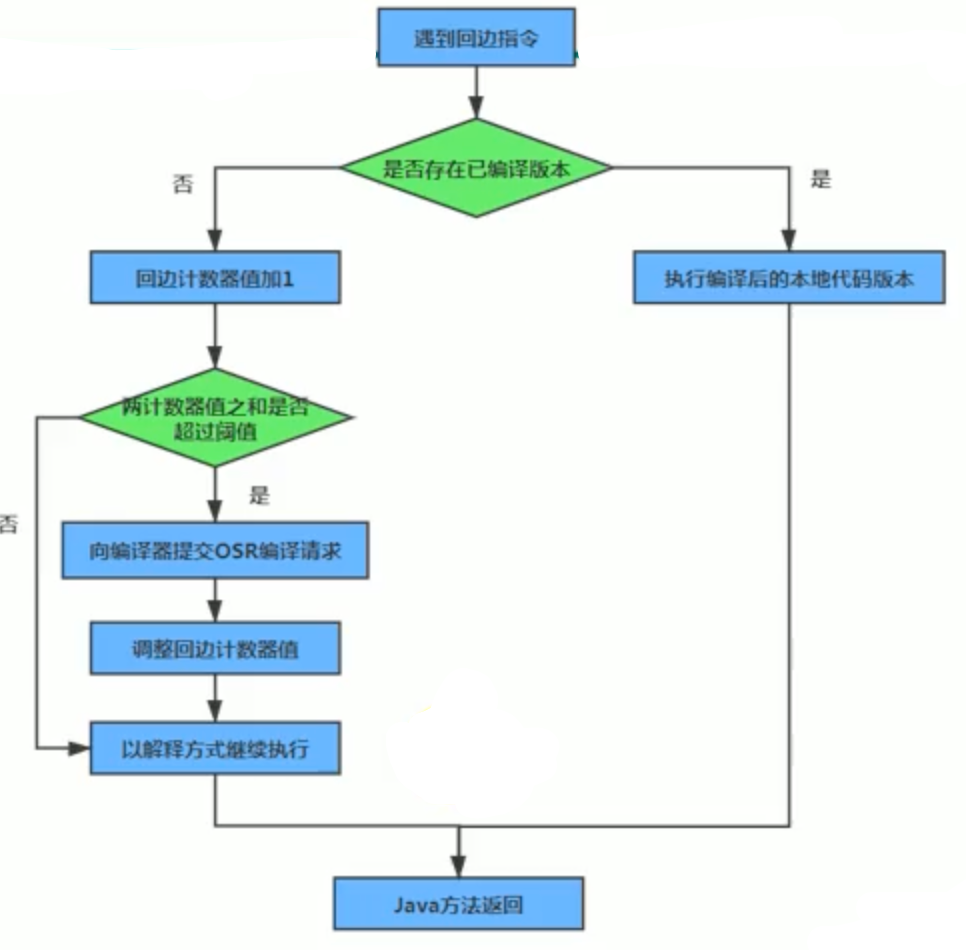 遇到回边指令
是否存在已编译版本
否
是
回边计数器值加1
执行编译后的本地代码版本
两计数器值之和是否
超过阈值
是
否
向编译器提交OSR编译请求
调整回边计数器值
以解释方式继续执行
Java方法返回